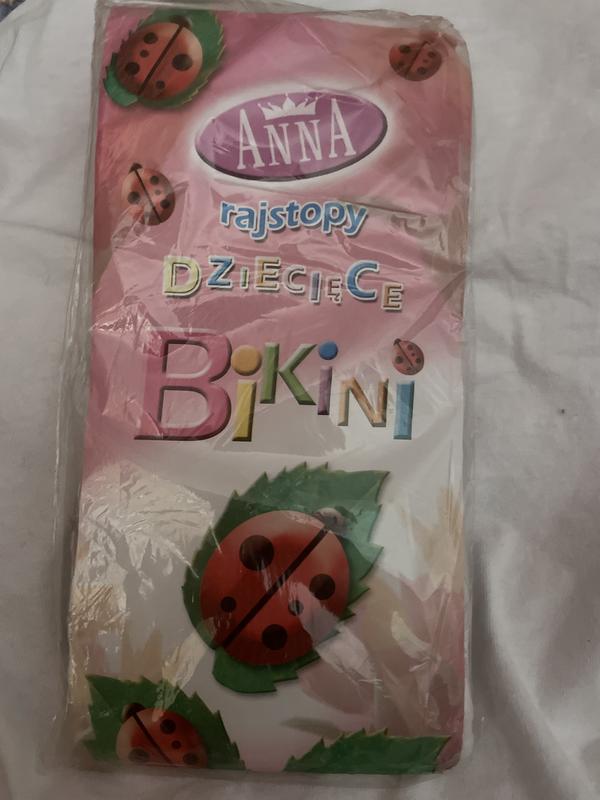 ANNA
rajstopy
DZIECIĘCE
BiKiNi